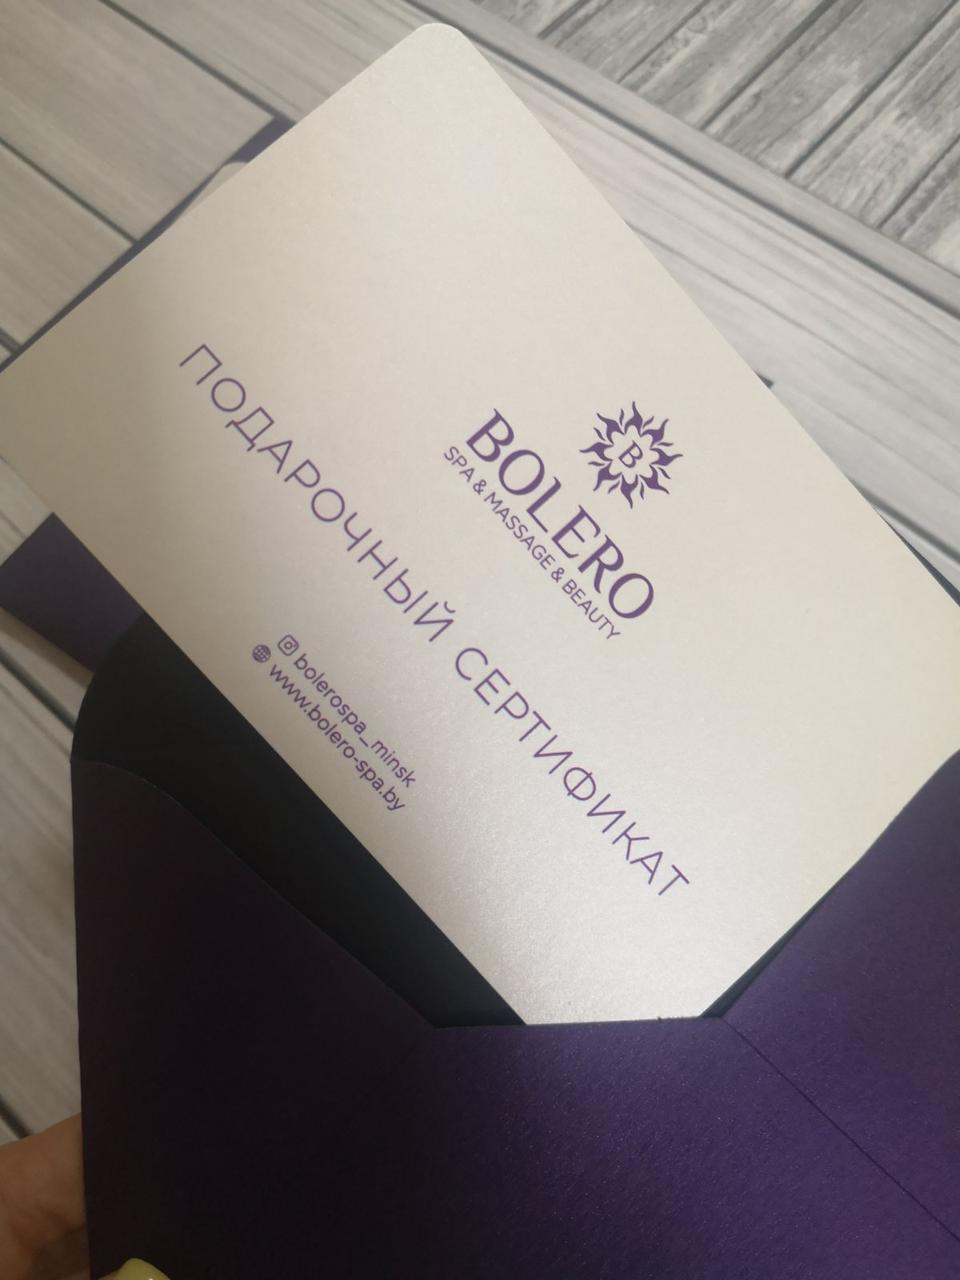 B
BOLERO
SPA & MASSAGE & BEAUTY
ПОДАРОЧНЫЙ СЕРТИФИКАТ
bolerospa_minsk
www.bolero-spa.by